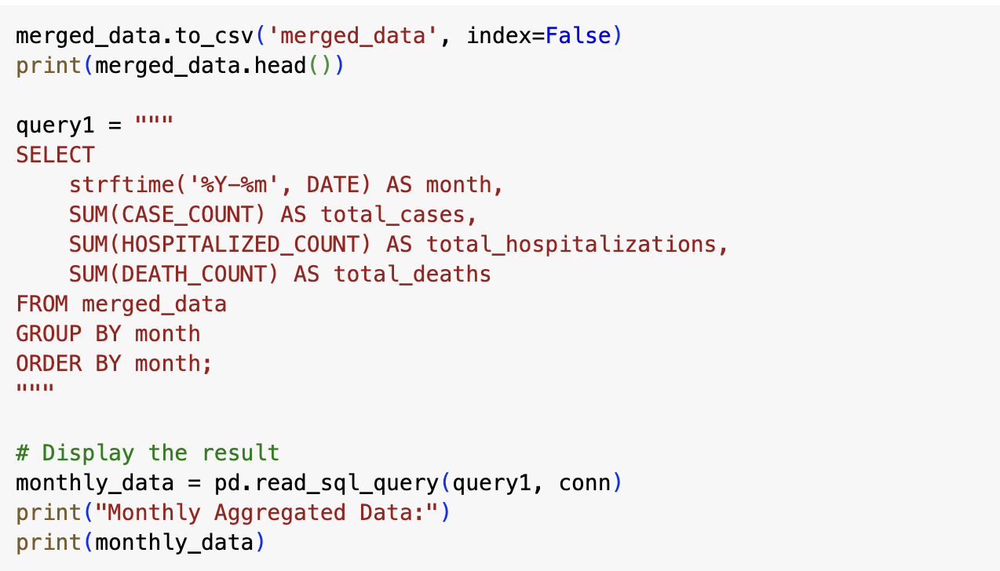 merged_data.to_csv('merged_data', index=False)
print(merged_data.head())
query1 = """
SELECT
    strftime('%Y-%m', DATE) AS month,
    SUM(CASE_COUNT) AS total_cases,
    SUM(HOSPITALIZED_COUNT) AS total_hospitalizations,
    SUM(DEATH_COUNT) AS total_deaths
FROM merged_data
GROUP BY month
ORDER BY month;
"""
# Display the result
monthly_data = pd.read_sql_query(query1, conn)
print("Monthly Aggregated Data:")
print(monthly_data)